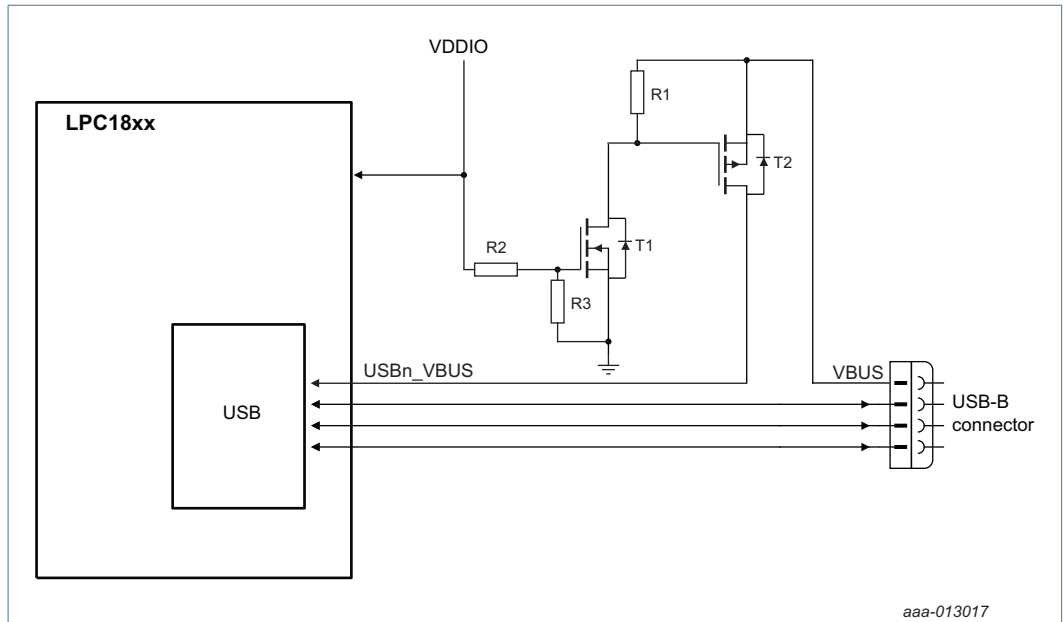 VDDIO
LPC18xx
R1
T2
R2
T1
R3
USBn_VBUS
VBUS
USB
USB-B
connector
aaa-013017